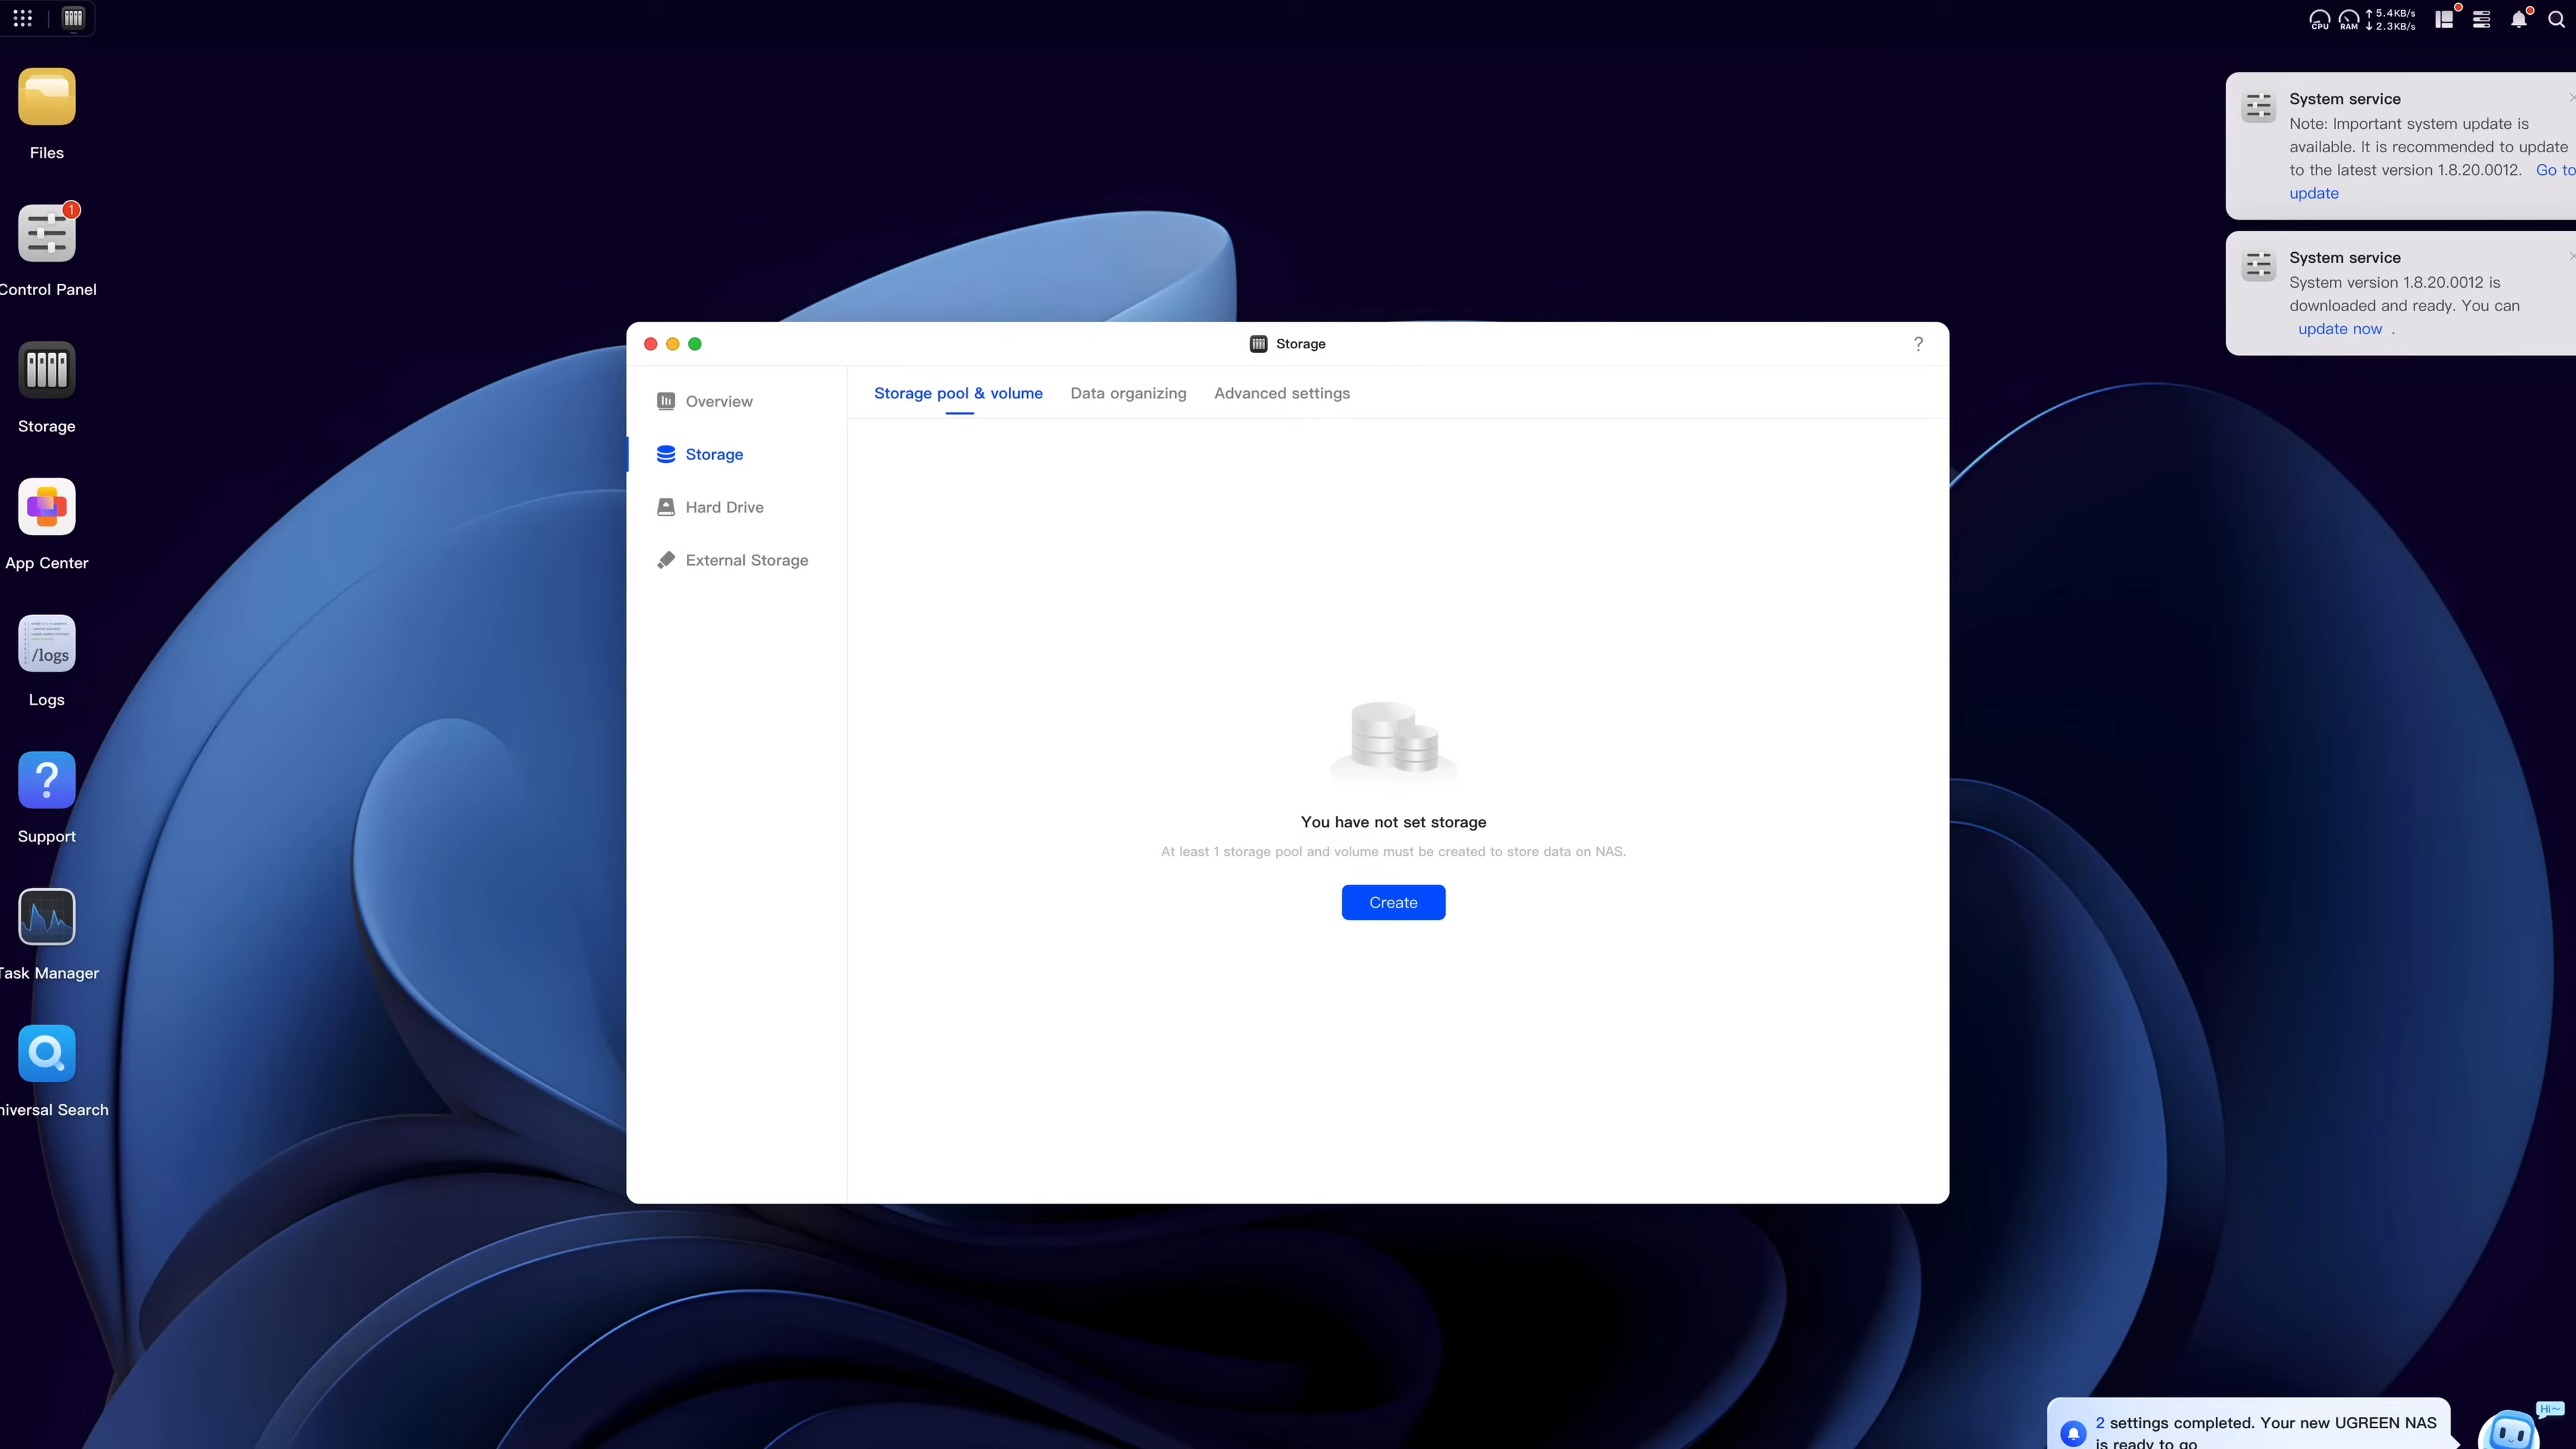 CPU
RAM
5.4KB/s
2.3KB/s
Files
1
Control Panel
Storage
App Center
/logs
Logs
Support
Task Manager
Search
System service
Note: Important system update is
available. It is recommended to update
to the latest version 1.8.20.0012. Go to
update
System service
System version 1.8.20.0012 is
downloaded and ready. You can
update now .
Storage
?
Overview
Storage
Hard Drive
External Storage
Storage pool & volume
Data organizing
Advanced settings
You have not set storage
At least 1 storage pool and volume must be created to store data on NAS.
Create
2 settings completed. Your new UGREEN NAS
is ready to go
Hi~